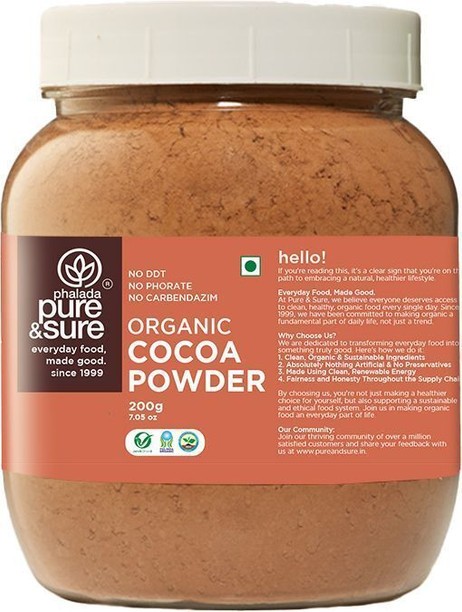 phalada
pure
&sure
®
everyday food,
made good.
since 1999
NO DDT
NO PHORATE
NO CARBENDAZIM
ORGANIC
COCOA
POWDER
200g
7.05 oz
hello!
If you're reading this, it's a clear sign that you're on th
path to embracing a natural, healthier lifestyle.
Everyday Food, Made Good.
At Pure & Sure, we believe everyone deserves access
to clean, healthy, organic food every single day. Since
1999, we have been committed to making organic a
fundamental part of daily life, not just a trend.
Why Choose Us?
We are dedicated to transforming everyday food into
something truly good. Here's how we do it:
1. Clean, Organic & Sustainable Ingredients
2. Absolutely Nothing Artificial & No Preservatives
3. Made Using Clean, Renewable Energy
4. Fairness and Honesty Throughout the Supply Chai
By choosing us, you're not just making a healthier
choice for yourself, but also supporting a sustainable
and ethical food system. Join us in making organic
food an everyday part of life.
Our Community:
Join our thriving community of over a million
satisfied customers and share your feedback with
us at www.pureandsure.in